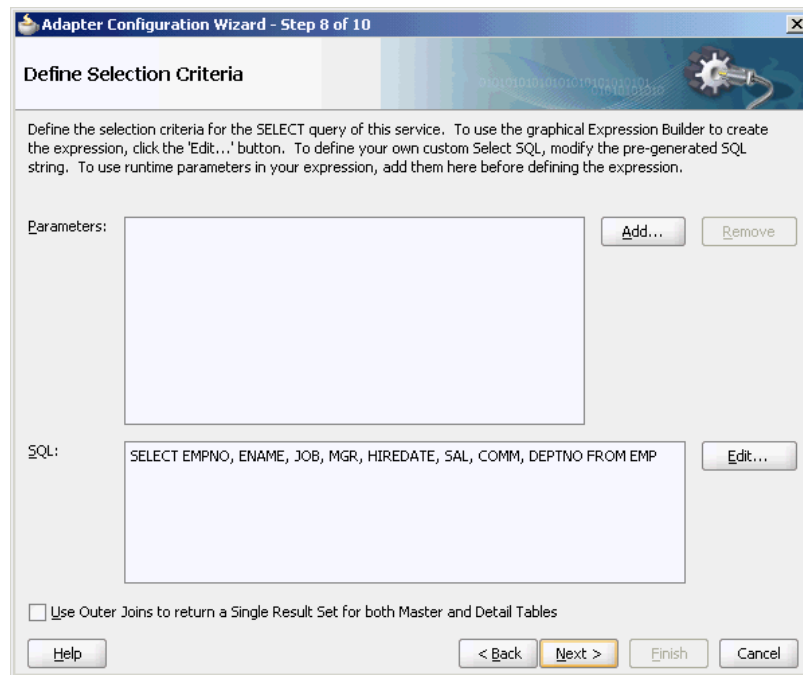 Adapter Configuration Wizard - Step 8 of 10
Define Selection Criteria
Define the selection criteria for the SELECT query of this service. To use the graphical Expression Builder to create
the expression, click the 'Edit...' button. To define your own custom Select SQL, modify the pre-generated SQL
string. To use runtime parameters in your expression, add them here before defining the expression.
Parameters:
Add...
Remove
SQL:
SELECT EMPNO, ENAME, JOB, MGR, HIREDATE, SAL, COMM, DEPTNO FROM EMP
Edit...
Use Outer Joins to return a Single Result Set for both Master and Detail Tables
Help
< Back
Next >
Finish
Cancel